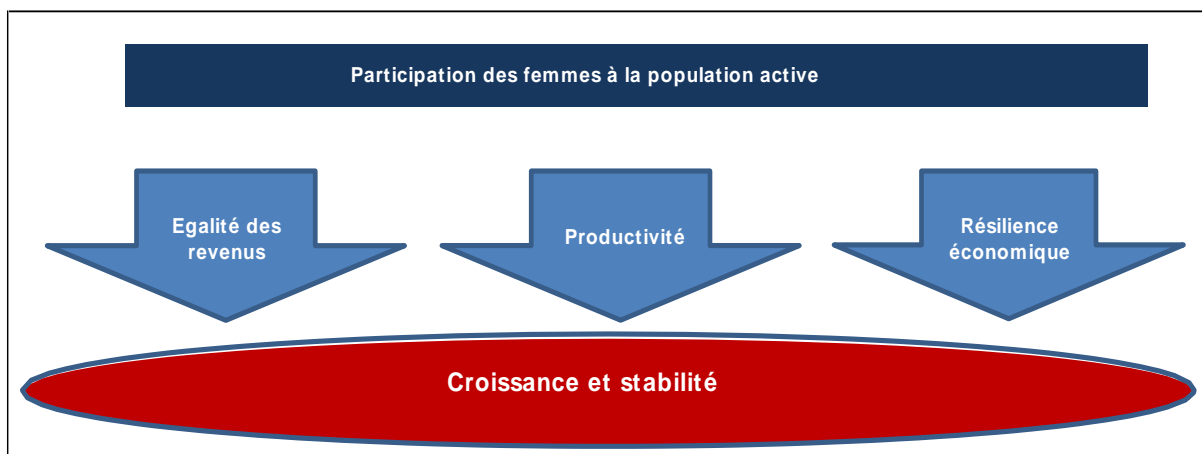 Participation des femmes à la population active
Egalité des
revenus
Productivité
Résilience
économique
Croissance et stabilité